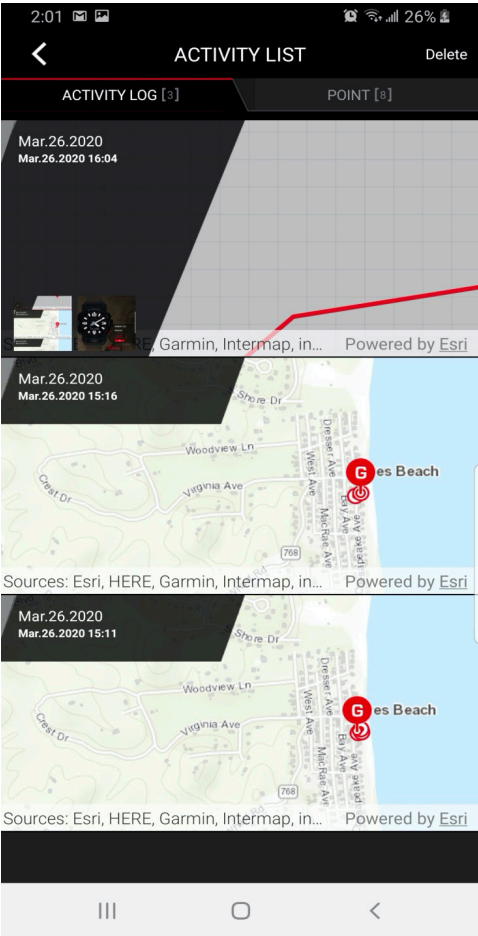 2:01 26%
ACTIVITY LIST Delete
ACTIVITY LOG [3] POINT [8]
Mar.26.2020
Mar.26.2020 16:04
Garmin, Intermap, in... Powered by Esri
Mar.26.2020
Mar.26.2020 15:16
Shore Dr
Woodview Ln
Dresser Ave
West Ave
Crest Dr
Virginia Ave
G es Beach
Bay Ave
MacRae Ave
peake Ave
768
Sources: Esri, HERE, Garmin, Intermap, in... Powered by Esri
Mar.26.2020
Mar.26.2020 15:11
Shore Dr
Woodview Ln
Dresser Ave
West Ave
Crest Dr
Virginia Ave
G es Beach
Bay Ave
MacRae Ave
peake Ave
768
Rd
Sources: Esri, HERE, Garmin, Intermap, in... Powered by Esri